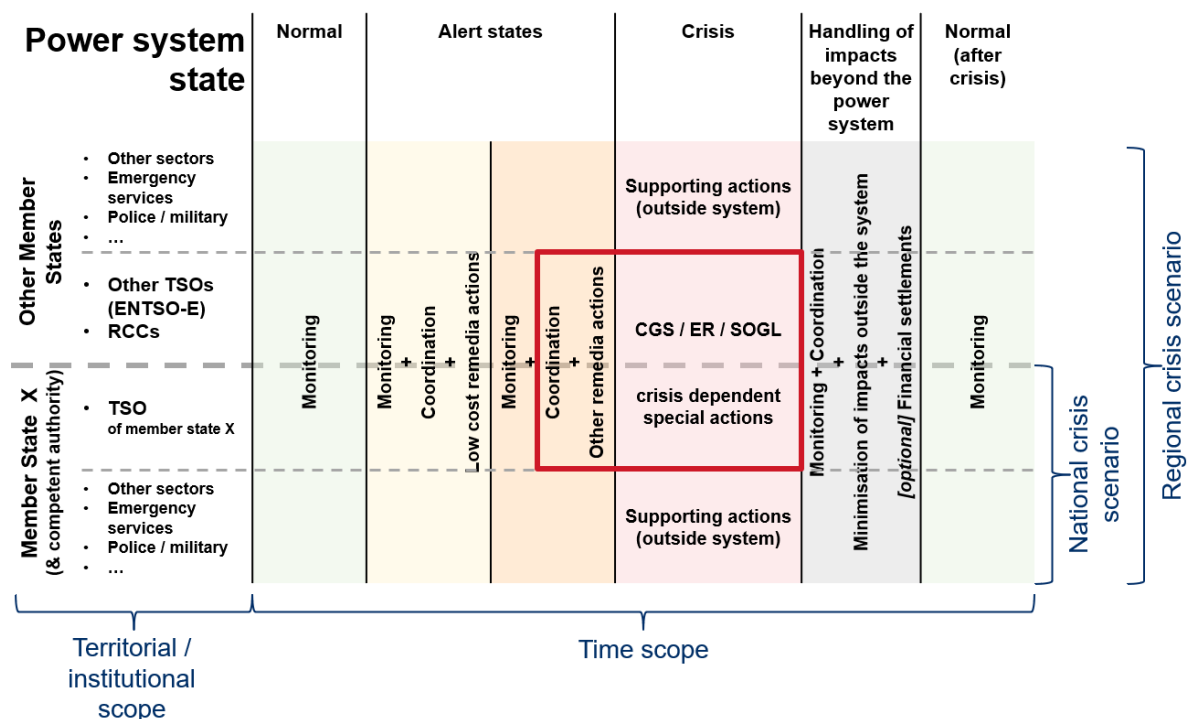 Power system
state
Normal
Alert states
Crisis
Handling of
impacts
beyond the
power
system
Normal
(after
crisis)
Other Member
States
• Other sectors
• Emergency
services
• Police / military
• ...
• Other TSOs
(ENTSO-E)
• RCCs
Member State X
(& competent authority)
• TSO
of member state X
• Other sectors
• Emergency
services
• Police / military
• ...
Monitoring
Monitoring
+
Coordination
+
Low cost remedia actions
Monitoring
+
Coordination
+
Other remedia actions
Supporting actions
(outside system)
CGS / ER / SOGL
crisis dependent
special actions
Supporting actions
(outside system)
Monitoring + Coordination
+
Minimisation of impacts outside the system
+
[optional] Financial settlements
Monitoring
National crisis
scenario
Regional crisis scenario
Territorial /
institutional
scope
Time scope